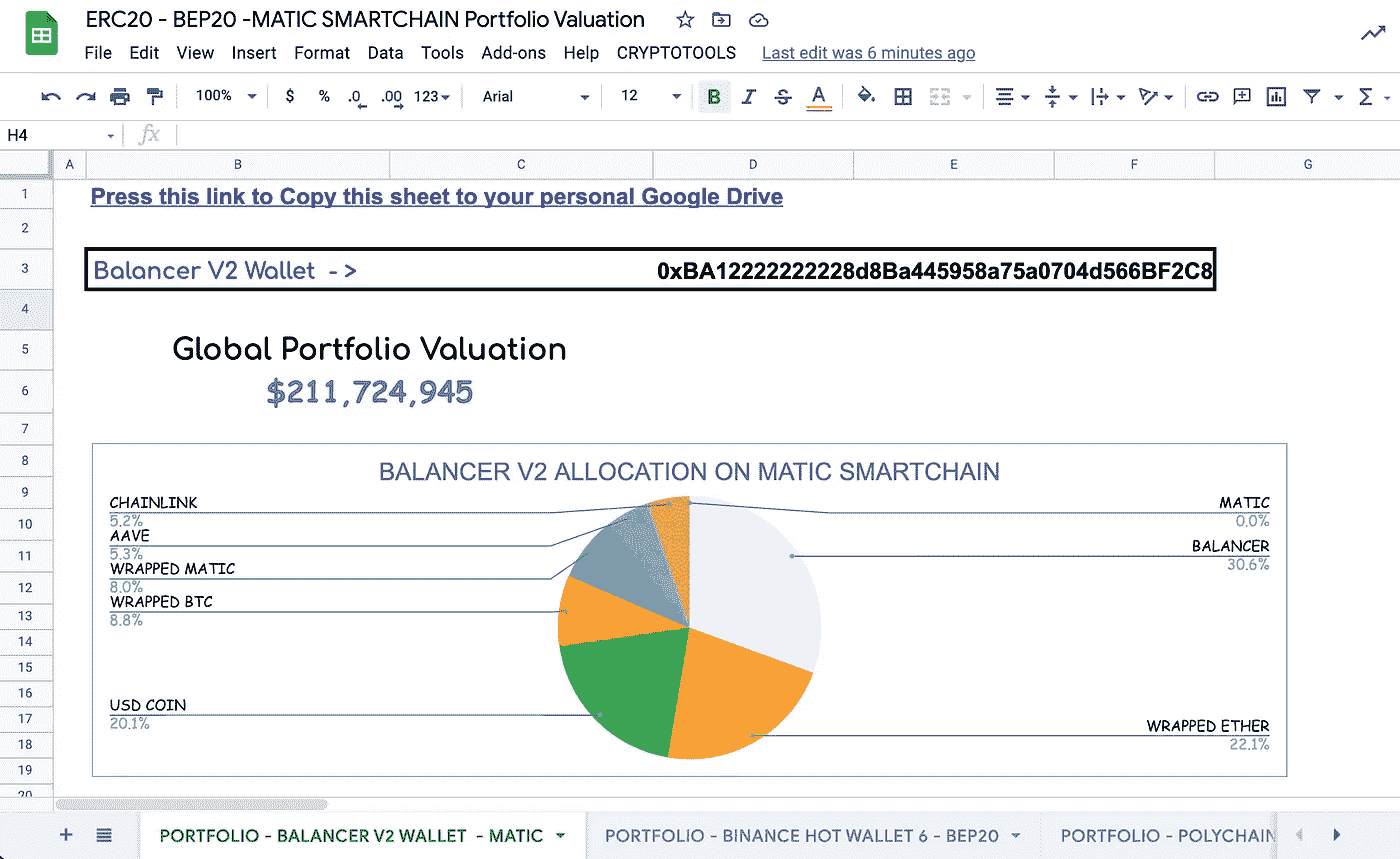 ERC20 - BEP20 -MATIC SMARTCHAIN Portfolio Valuation
File Edit View Insert Format Data Tools Add-ons Help CRYPTOTOOLS Last edit was 6 minutes ago
100% $ % .0 .00 123 Arial 12 B I S A
H4 fx
A B C D E F G
1 Press this link to Copy this sheet to your personal Google Drive
2
3 Balancer V2 Wallet - > 0xBA12222222228d8Ba445958a75a0704d566BF2C8
4
5 Global Portfolio Valuation
6 $211,724,945
7
8 BALANCER V2 ALLOCATION ON MATIC SMARTCHAIN
9 CHAINLINK MATIC
10 5.2% 0.0%
AAVE BALANCER
11 5.3% 30.6%
WRAPPED MATIC
12 8.0%
WRAPPED BTC
13 8.8%
14
15
16
USD COIN
17 20.1%
WRAPPED ETHER
18 22.1%
19
20
PORTFOLIO - BALANCER V2 WALLET - MATIC PORTFOLIO - BINANCE HOT WALLET 6 - BEP20 PORTFOLIO - POLYCHAIN